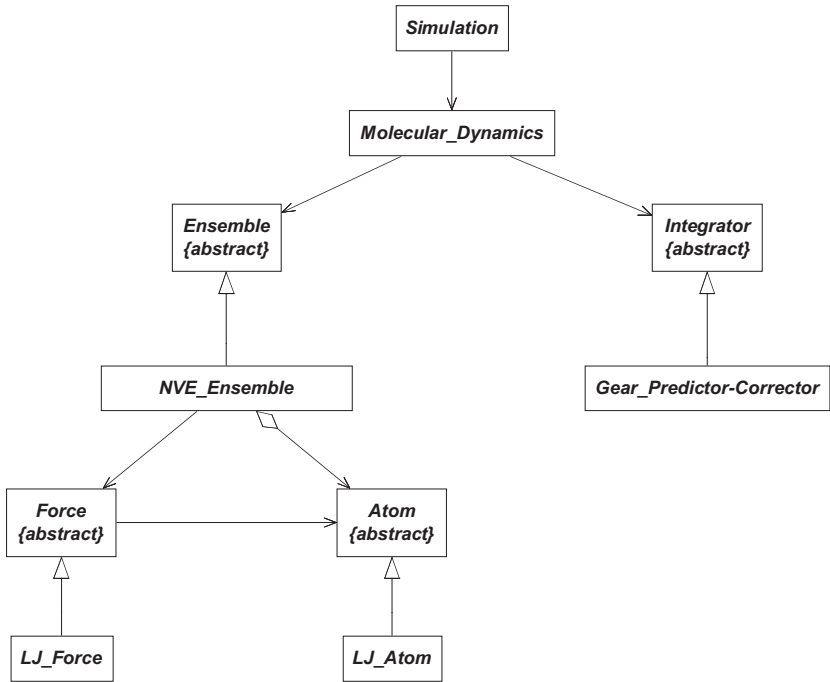 Simulation
Molecular_Dynamics
Ensemble
{abstract}
Integrator
{abstract}
NVE_Ensemble
Gear_Predictor-Corrector
Force
{abstract}
Atom
{abstract}
LJ_Force
LJ_Atom